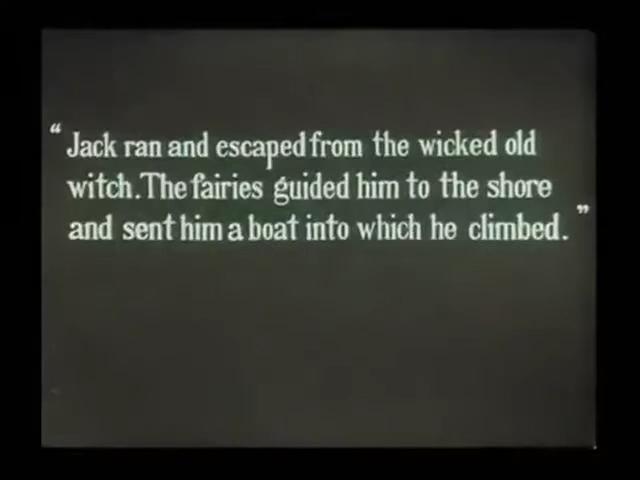 “Jack ran and escaped from the wicked old
witch. The fairies guided him to the shore
and sent him a boat into which he climbed.”